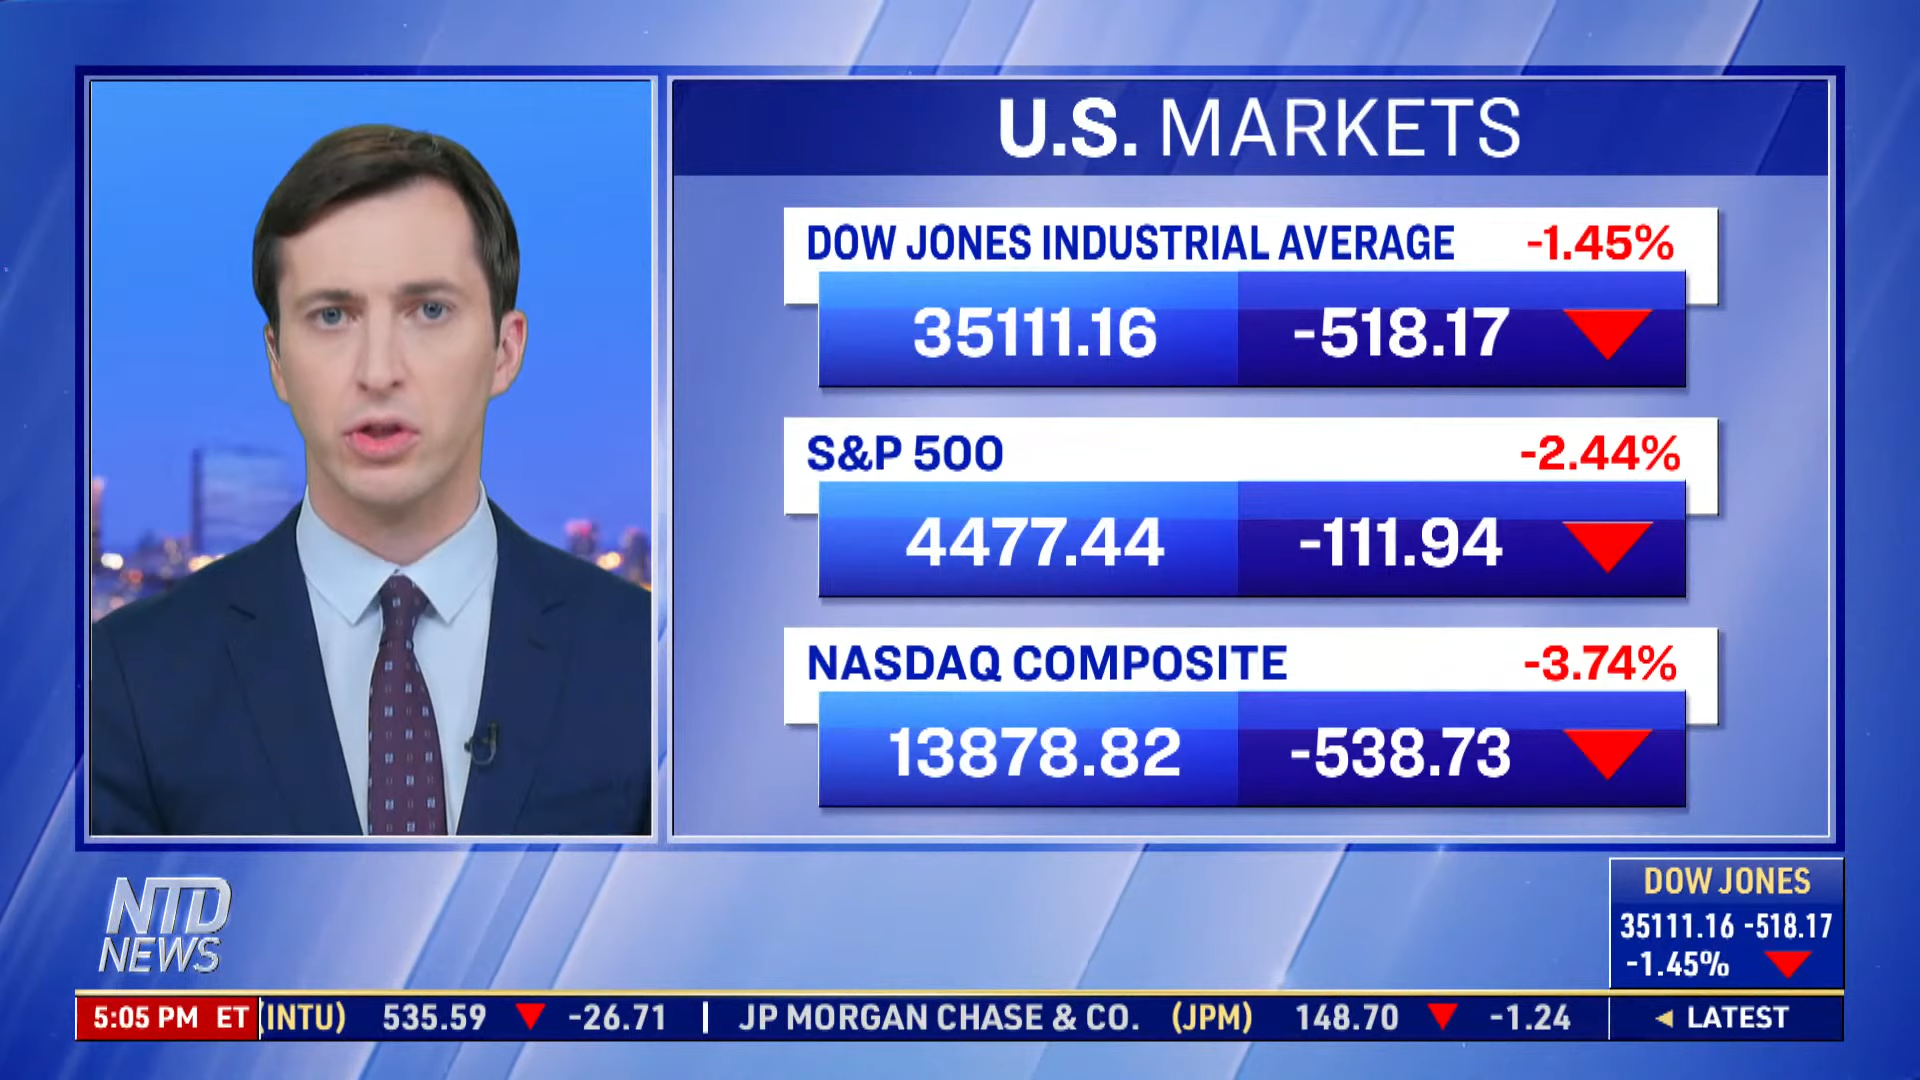 U.S. MARKETS
DOW JONES INDUSTRIAL AVERAGE -1.45%
35111.16 -518.17
S&P 500 -2.44%
4477.44 -111.94
NASDAQ COMPOSITE -3.74%
13878.82 -538.73
NTD
NEWS
DOW JONES
35111.16 -518.17
-1.45%
5:05 PM ET (INTU) 535.59 -26.71 | JP MORGAN CHASE & CO. (JPM) 148.70 -1.24 LATEST